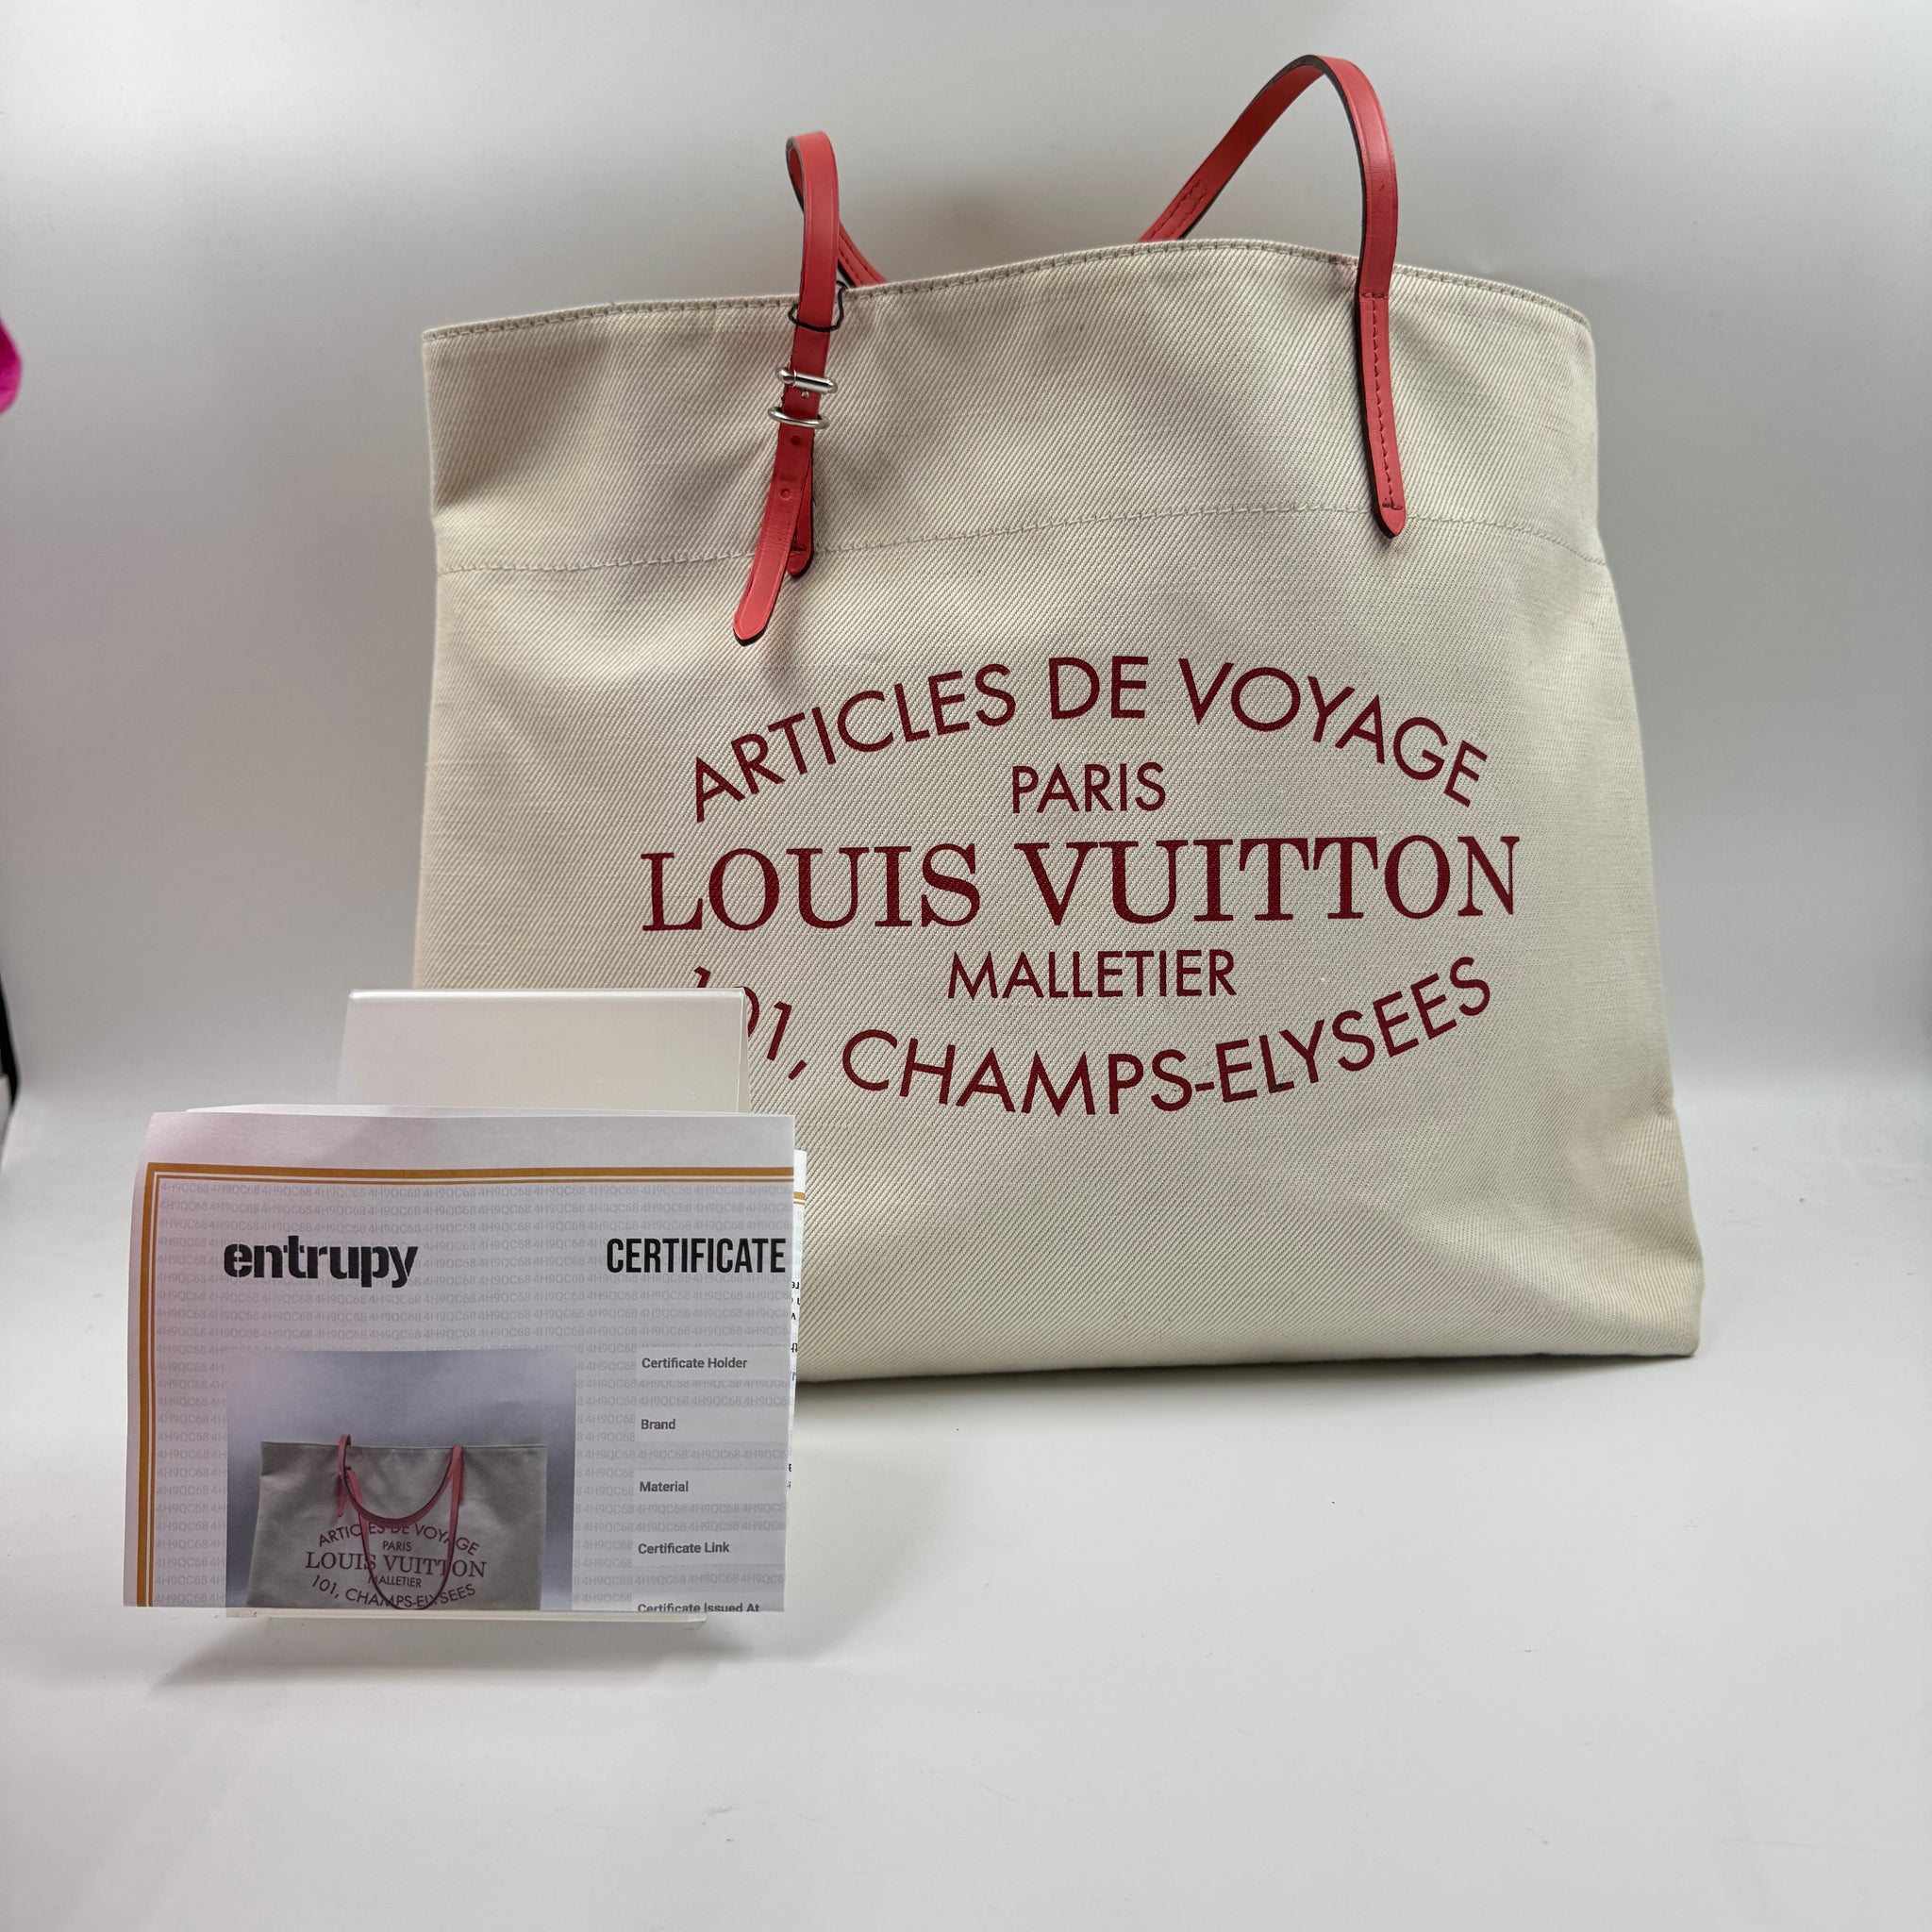 ARTICLES DE VOYAGE
PARIS
LOUIS VUITTON
MALLETIER
101, CHAMPS-ELYSEES
entrupy
CERTIFICATE
Certificate Holder
Brand
Material
Certificate Link
Certificate issued At
ARTICLES DE VOYAGE
PARIS
LOUIS VUITTON
MALLETIER
101, CHAMPS-ELYSEES